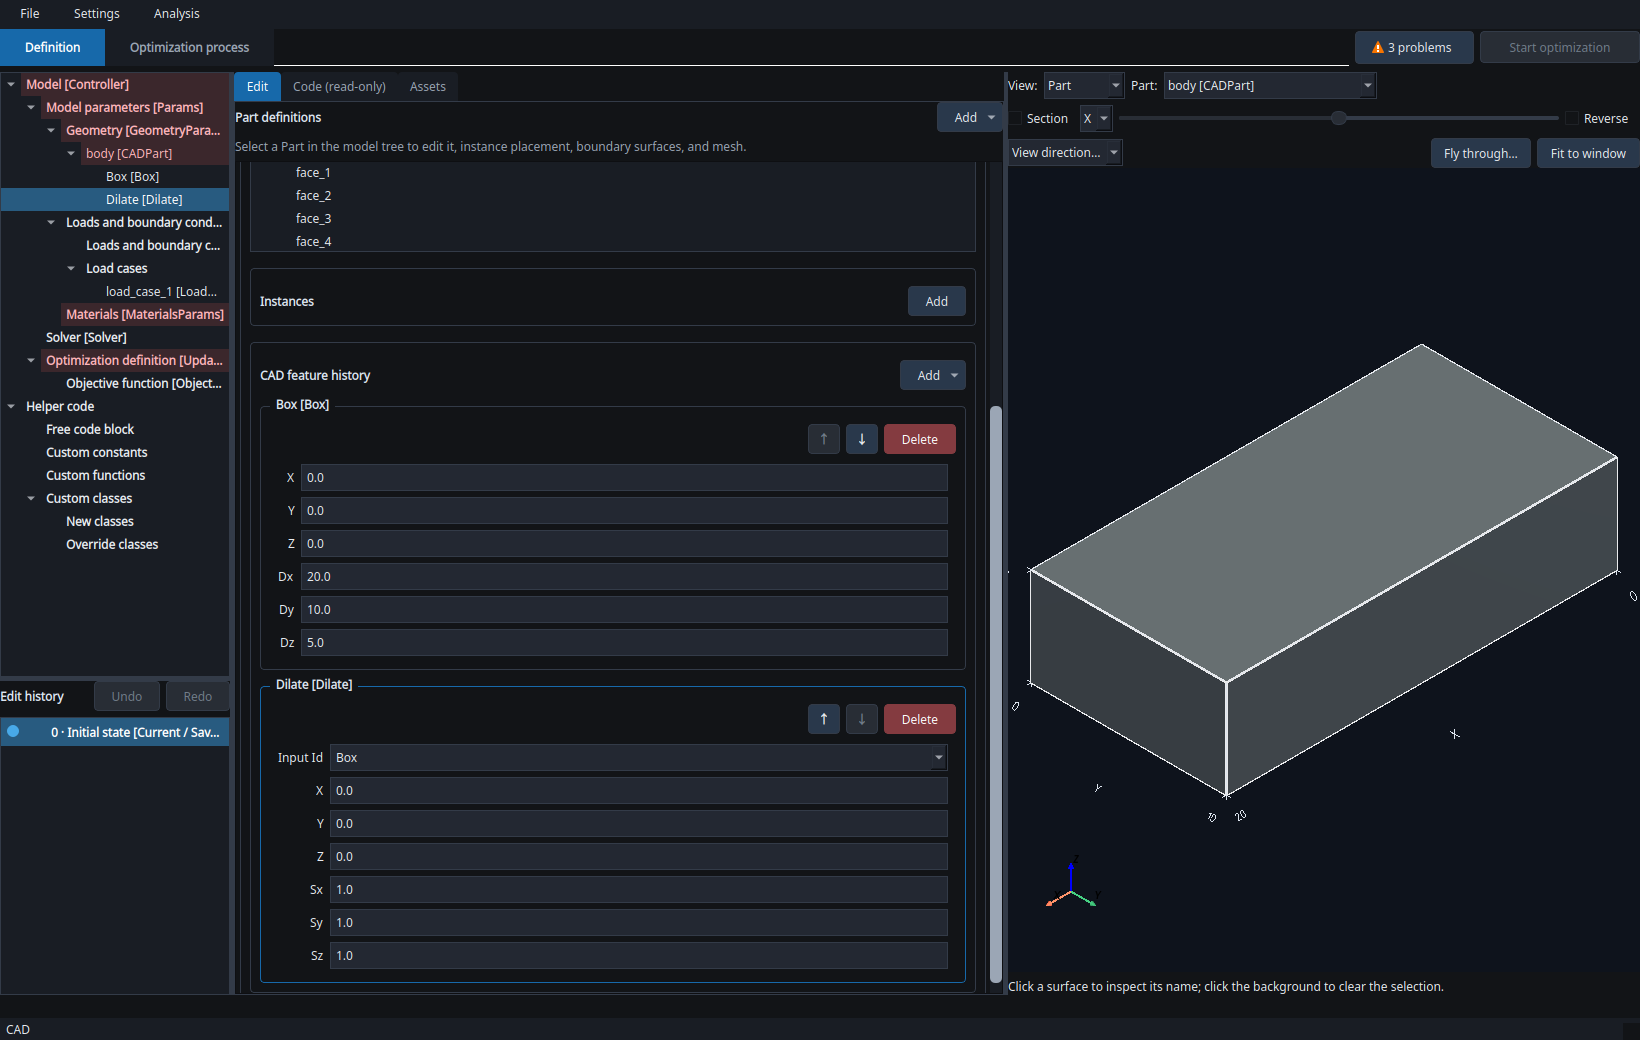 File Settings Analysis
Definition Optimization process 3 problems Start optimization
Model [Controller]
Model parameters [Params]
Geometry [GeometryPara...
body [CADPart]
Box [Box]
Dilate [Dilate]
Loads and boundary cond...
Loads and boundary c...
Load cases
load_case_1 [Load...
Materials [MaterialsParams]
Solver [Solver]
Optimization definition [Upda...
Objective function [Object...
Helper code
Free code block
Custom constants
Custom functions
Custom classes
New classes
Override classes
Edit history Undo Redo
0 · Initial state [Current / Sav...
Edit Code (read-only) Assets
Part definitions Add
Select a Part in the model tree to edit it, instance placement, boundary surfaces, and mesh.
face_1
face_2
face_3
face_4
Instances Add
CAD feature history Add
Box [Box]
↑ ↓ Delete
X 0.0
Y 0.0
Z 0.0
Dx 20.0
Dy 10.0
Dz 5.0
Dilate [Dilate]
↑ ↓ Delete
Input Id Box
X 0.0
Y 0.0
Z 0.0
Sx 1.0
Sy 1.0
Sz 1.0
View: Part Part: body [CADPart]
Section X Reverse
View direction... Fly through... Fit to window
0
0
X
Y
10 20
Z
Y
Click a surface to inspect its name; click the background to clear the selection.
CAD